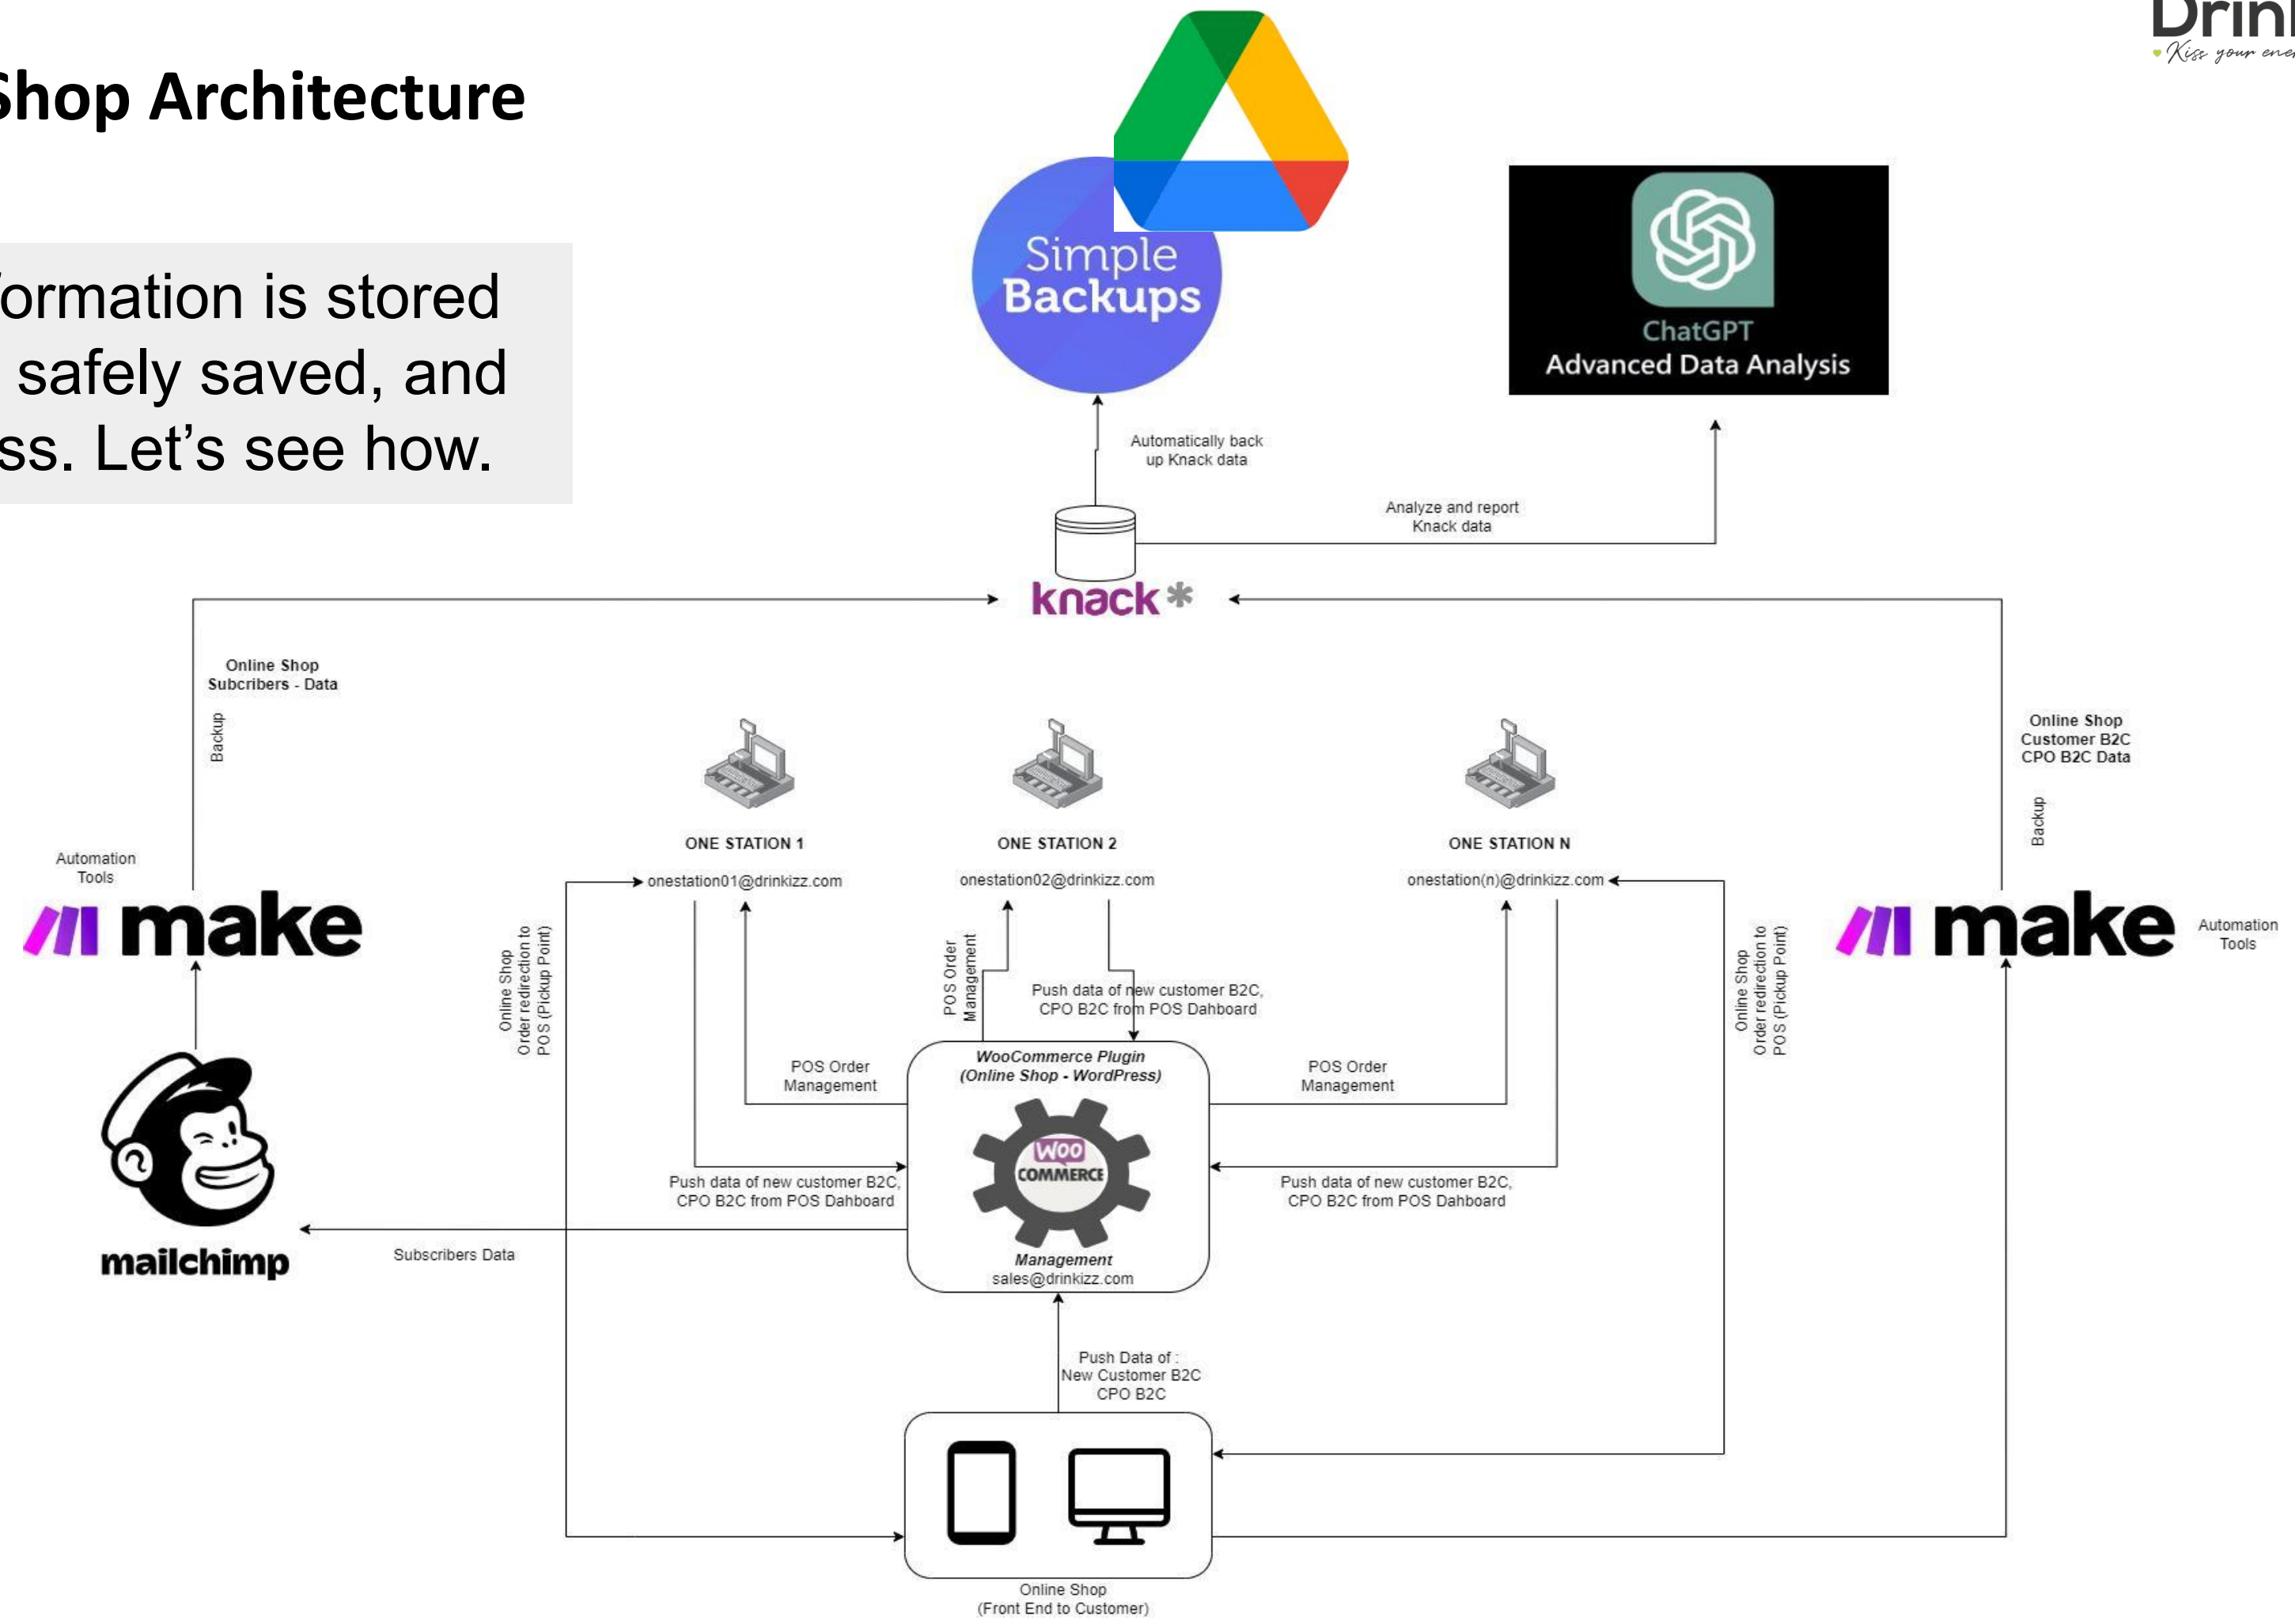 Shop Architecture
Kiss your
ormation is stored
safely saved, and
ss. Let's see how.
Simple
Backups
ChatGPT
Advanced Data Analysis
Automatically back
up Knack data
Analyze and report
Knack data
knack*
Online Shop
Subcribers - Data
Backup
Online Shop
Customer B2C
CPO B2C Data
Backup
ONE STATION 1
ONE STATION 2
ONE STATION N
onestation01@drinkizz.com
onestation02@drinkizz.com
onestation(n)@drinkizz.com
Automation
Tools
make
make
Automation
Tools
Online Shop
Order redirection to
POS (Pickup Point)
POS Order
Management
Push data of new customer B2C,
CPO B2C from POS Dahboard
Online Shop
Order redirection to
POS (Pickup Point)
POS Order
Management
WooCommerce Plugin
(Online Shop - WordPress)
POS Order
Management
WOO
COMMERCE
Push data of new customer B2C,
CPO B2C from POS Dahboard
Push data of new customer B2C,
CPO B2C from POS Dahboard
mailchimp
Subscribers Data
Management
sales@drinkizz.com
Push Data of :
New Customer B2C
CPO B2C
Online Shop
(Front End to Customer)